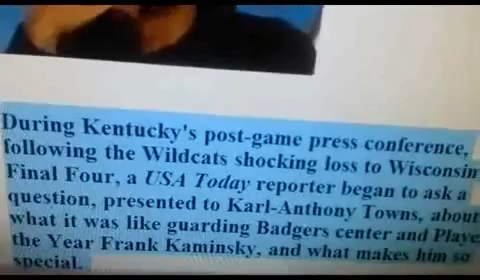 During Kentucky's post-game press conference,
following the Wildcats shocking loss to Wisconsin
Final Four, a USA Today reporter began to ask a
question, presented to Karl-Anthony Towns, about
what it was like guarding Badgers center and Playe
the Year Frank Kaminsky, and what makes him so
special.